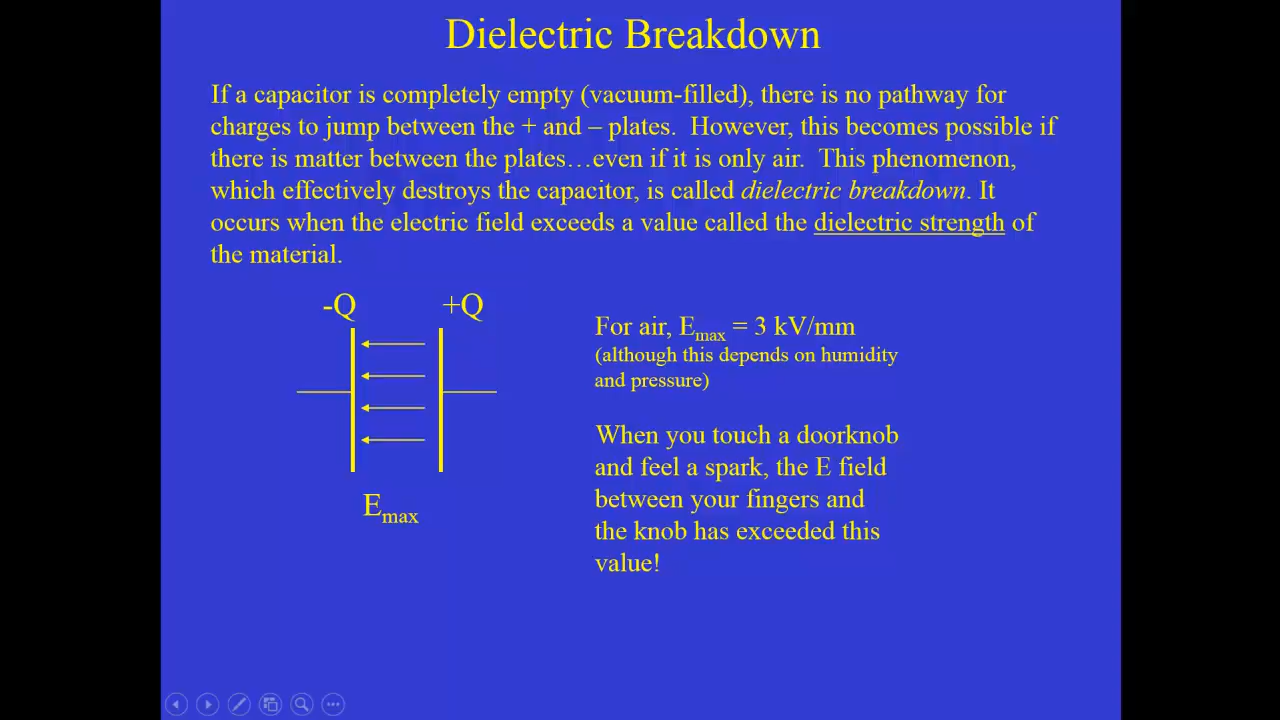 Dielectric Breakdown
If a capacitor is completely empty (vacuum-filled), there is no pathway for
charges to jump between the + and – plates.  However, this becomes possible if
there is matter between the plates…even if it is only air.  This phenomenon,
which effectively destroys the capacitor, is called dielectric breakdown. It
occurs when the electric field exceeds a value called the dielectric strength of
the material.
-Q
+Q
Emax
For air, Emax = 3 kV/mm
(although this depends on humidity
and pressure)
When you touch a doorknob
and feel a spark, the E field
between your fingers and
the knob has exceeded this
value!